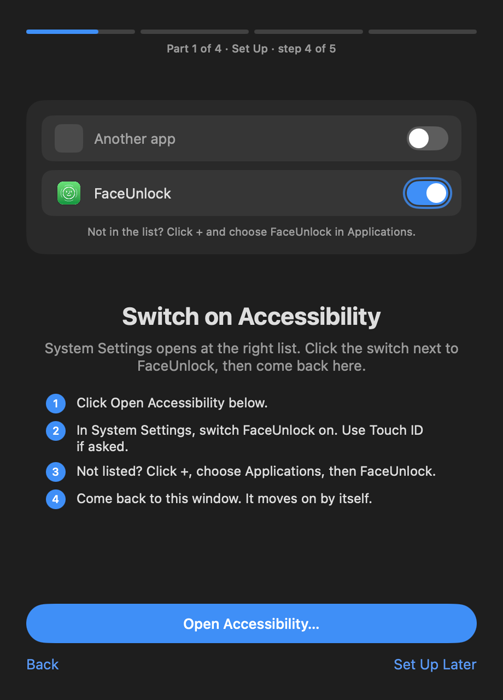 Part 1 of 4 · Set Up · step 4 of 5
Another app
FaceUnlock
Not in the list? Click + and choose FaceUnlock in Applications.
Switch on Accessibility
System Settings opens at the right list. Click the switch next to
FaceUnlock, then come back here.
1 Click Open Accessibility below.
2 In System Settings, switch FaceUnlock on. Use Touch ID
if asked.
3 Not listed? Click +, choose Applications, then FaceUnlock.
4 Come back to this window. It moves on by itself.
Open Accessibility...
Back
Set Up Later